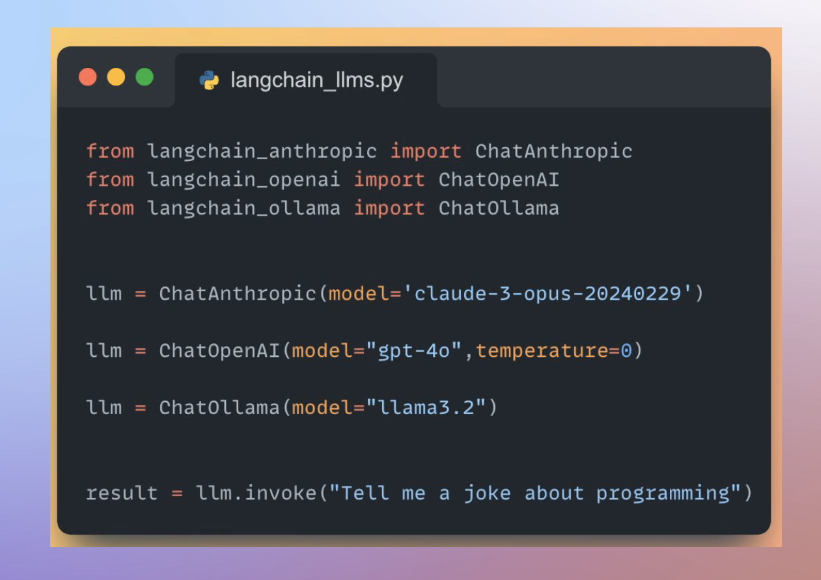 langchain_llms.py
from langchain_anthropic import ChatAnthropic
from langchain_openai import ChatOpenAI
from langchain_ollama import ChatOllama
llm = ChatAnthropic(model='claude-3-opus-20240229')
llm = ChatOpenAI(model="gpt-4o",temperature=0)
llm = ChatOllama(model="llama3.2")
result = llm.invoke("Tell me a joke about programming")